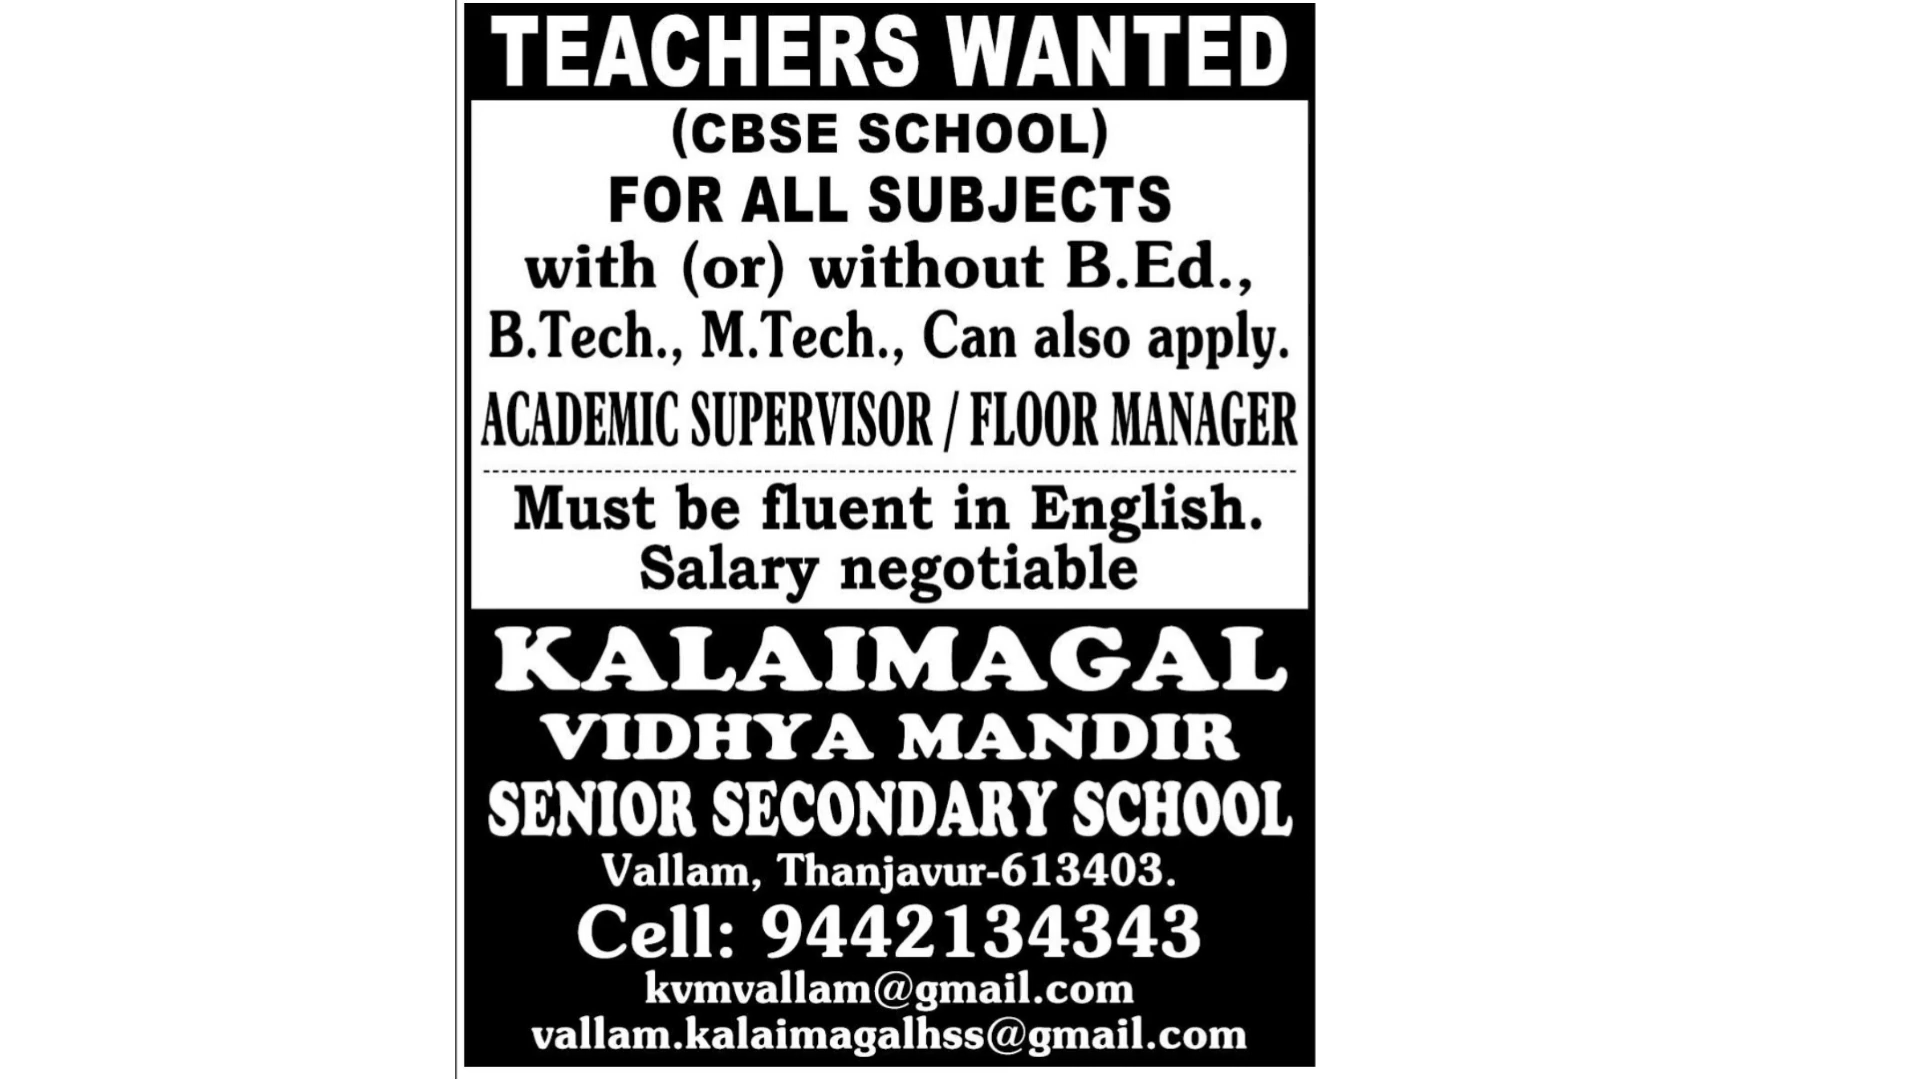 TEACHERS WANTED
(CBSE SCHOOL)
FOR ALL SUBJECTS
with (or) without B.Ed.,
B.Tech., M.Tech., Can also apply.
ACADEMIC SUPERVISOR / FLOOR MANAGER
Must be fluent in English.
Salary negotiable
KALAIMAGAL
VIDHYA MANDIR
SENIOR SECONDARY SCHOOL
Vallam, Thanjavur-613403.
Cell: 9442134343
kvmvallam@gmail.com
vallam.kalaimagalhss@gmail.com